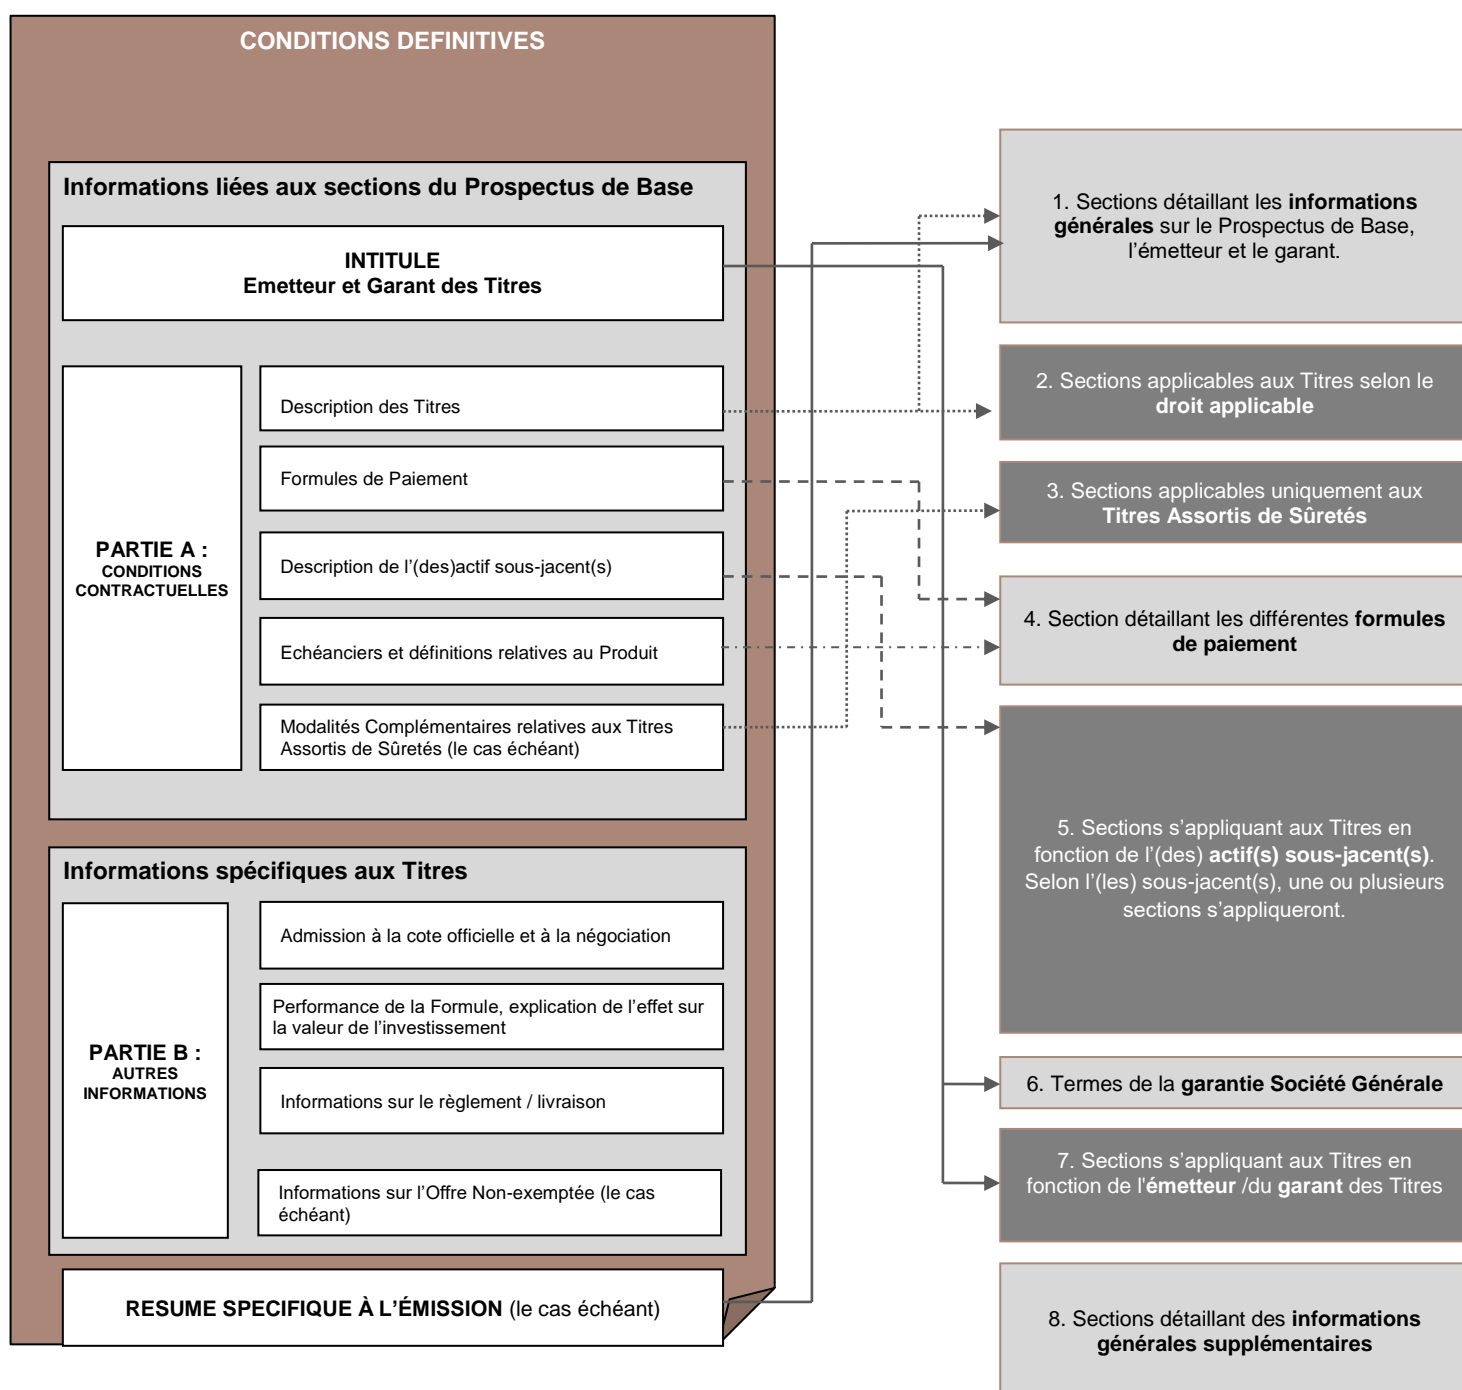 CONDITIONS DEFINITIVES
Informations liées aux sections du Prospectus de Base
INTITULE
Emetteur et Garant des Titres
PARTIE A :
CONDITIONS
CONTRACTUELLES
Description des Titres
Formules de Paiement
Description de l’(des)actif sous-jacent(s)
Echéanciers et définitions relatives au Produit
Modalités Complémentaires relatives aux Titres
Assortis de Sûretés (le cas échéant)
Informations spécifiques aux Titres
PARTIE B :
AUTRES
INFORMATIONS
Admission à la cote officielle et à la négociation
Performance de la Formule, explication de l’effet sur
la valeur de l’investissement
Informations sur le règlement / livraison
Informations sur l’Offre Non-exemptée (le cas
échéant)
RESUME SPECIFIQUE À L’ÉMISSION (le cas échéant)
1. Sections détaillant les informations
générales sur le Prospectus de Base,
l’émetteur et le garant.
2. Sections applicables aux Titres selon le
droit applicable
3. Sections applicables uniquement aux
Titres Assortis de Sûretés
4. Section détaillant les différentes formules
de paiement
5. Sections s’appliquant aux Titres en
fonction de l’(des) actif(s) sous-jacent(s).
Selon l’(les) sous-jacent(s), une ou plusieurs
sections s’appliqueront.
6. Termes de la garantie Société Générale
7. Sections s’appliquant aux Titres en
fonction de l'émetteur /du garant des Titres
8. Sections détaillant des informations
générales supplémentaires